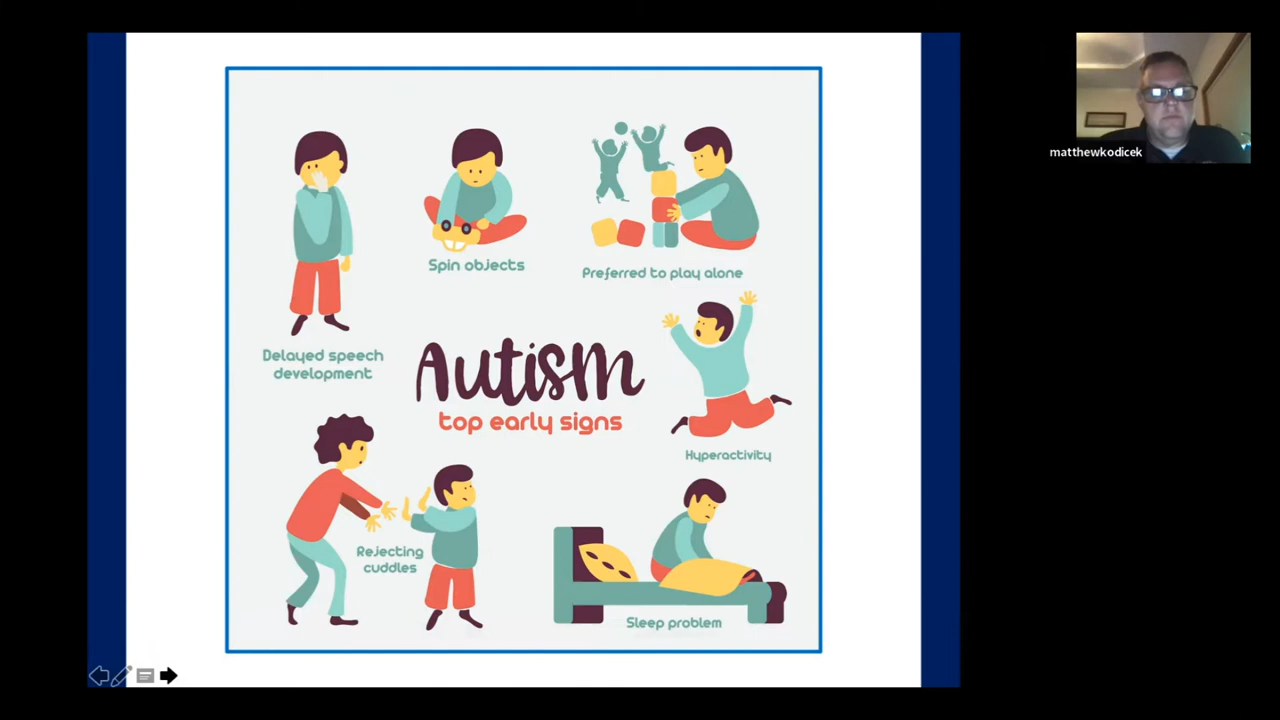 matthewkodicek
Spin objects
Preferred to play alone
Delayed speech
development
Autism
top early signs
Hyperactivity
Rejecting
cuddles
Sleep problem